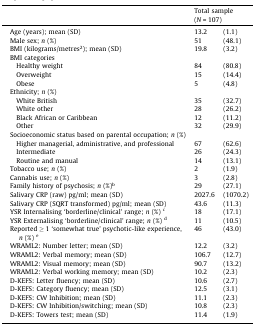 Total sample
(N = 107)
Age (years); mean (SD) 13.2 (1.1)
Male sex; n (%) 51 (48.1)
BMI (kilograms/metres²); mean (SD) 19.8 (3.2)
BMI categories
Healthy weight 84 (80.8)
Overweight 15 (14.4)
Obese 5 (4.8)
Ethnicity; n (%)
White British 35 (32.7)
White other 28 (26.2)
Black African or Caribbean 12 (11.2)
Other 32 (29.9)
Socioeconomic status based on parental occupation; n (%)
Higher managerial, administrative, and professional 67 (62.6)
Intermediate 26 (24.3)
Routine and manual 14 (13.1)
Tobacco use; n (%) 2 (1.9)
Cannabis use; n (%) 3 (2.8)
Family history of psychosis; n (%)ᵇ 29 (27.1)
Salivary CRP (raw) pg/ml; mean (SD) 2027.6 (1070.2)
Salivary CRP (SQRT transformed) pg/ml; mean (SD) 43.6 (11.3)
YSR Internalising 'borderline/clinical' range; n (%) ᶜ 18 (17.1)
YSR Externalising 'borderline/clinical' range; n (%) ᵈ 11 (10.5)
Reported ≥ 1 'somewhat true' psychotic-like experience, 46 (43.0)
n (%) ᵉ
WRAML2: Number letter; mean (SD) 12.2 (3.2)
WRAML2: Verbal memory; mean (SD) 106.7 (12.7)
WRAML2: Visual memory; mean (SD) 90.7 (13.2)
WRAML2: Verbal working memory; mean (SD) 10.2 (2.3)
D-KEFS: Letter fluency; mean (SD) 10.6 (2.7)
D-KEFS: Category fluency; mean (SD) 12.5 (3.1)
D-KEFS: CW Inhibition; mean (SD) 11.1 (2.3)
D-KEFS: CW Inhibition/switching; mean (SD) 10.8 (2.3)
D-KEFS: Towers test; mean (SD) 11.4 (1.9)